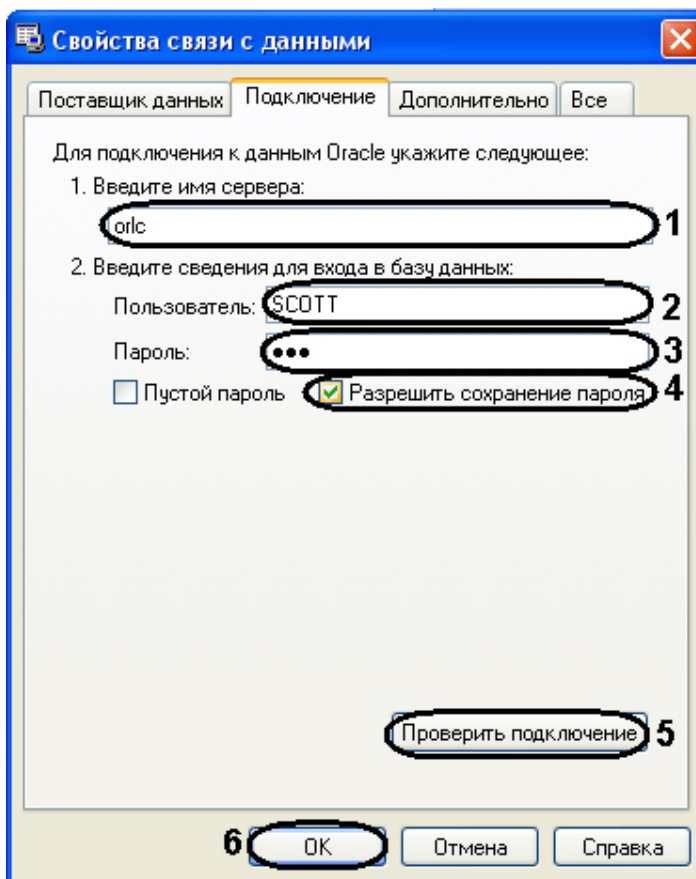 Свойства связи с данными
Поставщик данных Подключение Дополнительно Все
Для подключения к данным Oracle укажите следующее:
1. Введите имя сервера:
orlc 1
2. Введите сведения для входа в базу данных:
Пользователь: SCOTT 2
Пароль: ••• 3
Пустой пароль Разрешить сохранение пароля 4
Проверить подключение 5
6 OK Отмена Справка